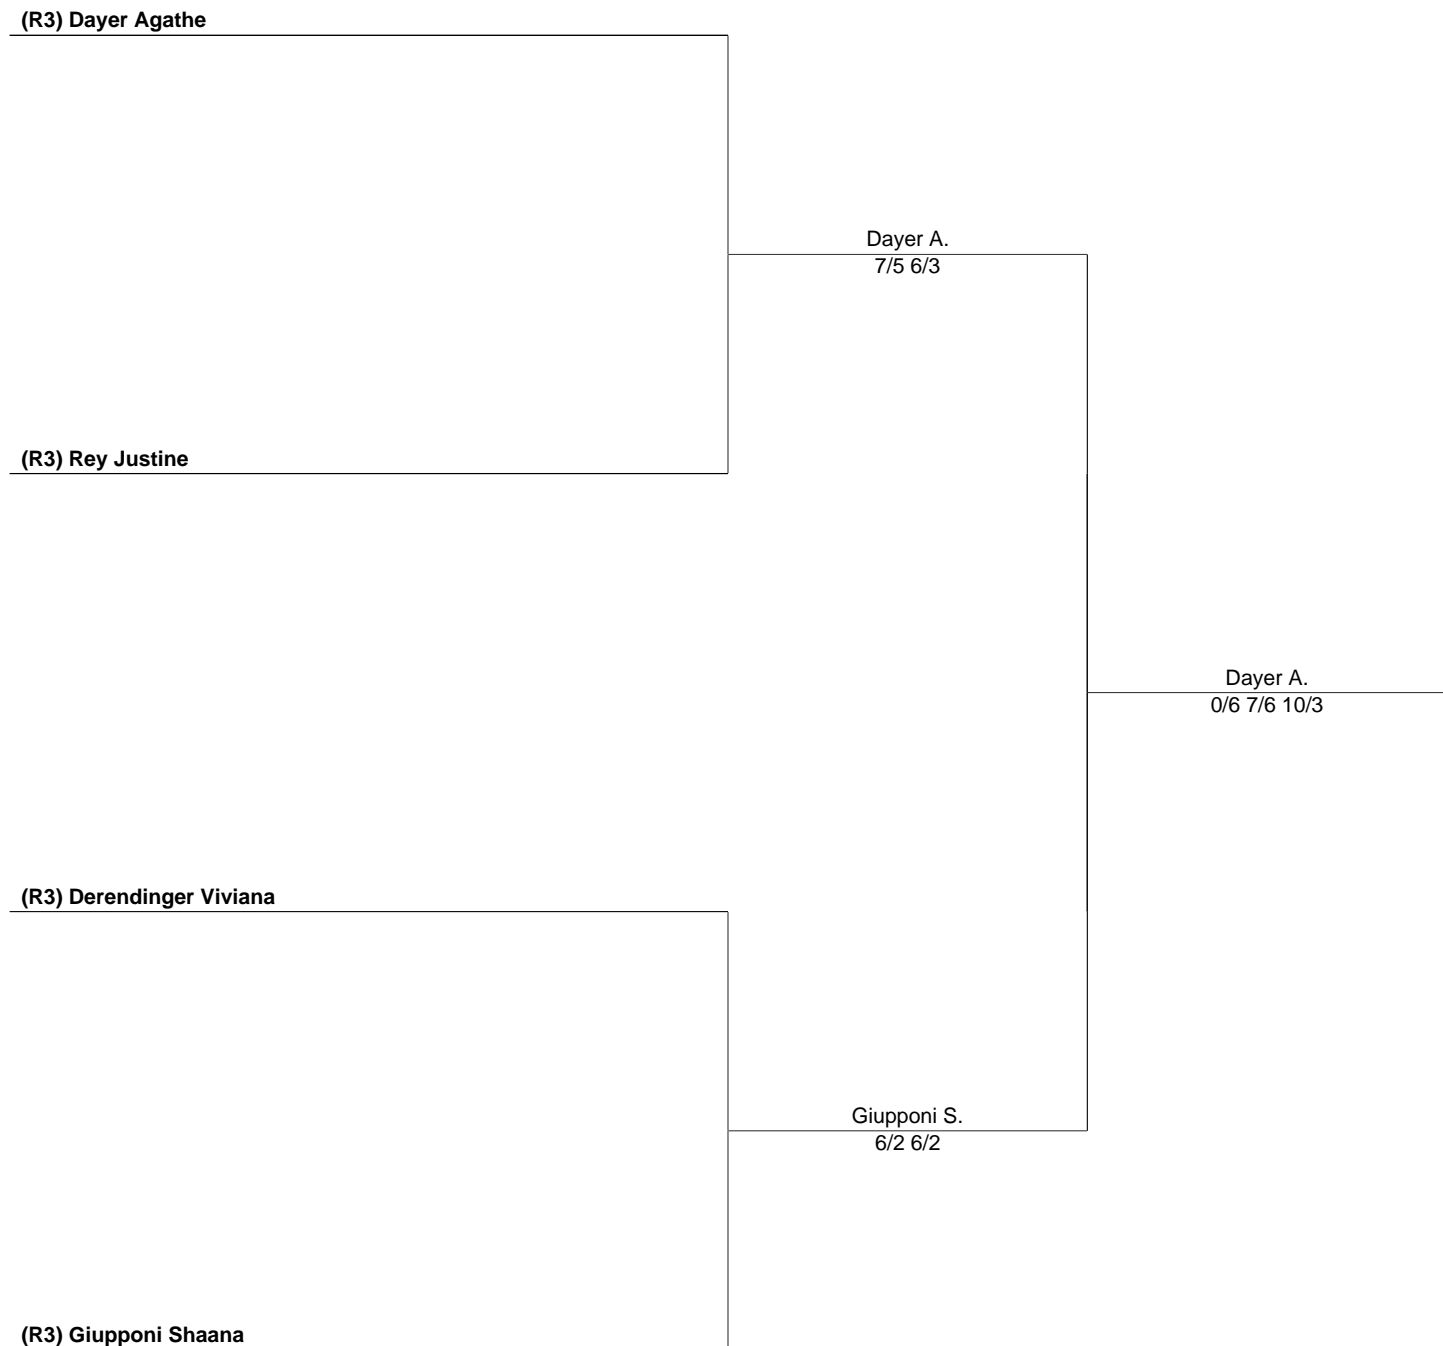 (R3) Dayer Agathe
Dayer A.
7/5 6/3
(R3) Rey Justine
Dayer A.
0/6 7/6 10/3
(R3) Derendinger Viviana
Giupponi S.
6/2 6/2
(R3) Giupponi Shaana